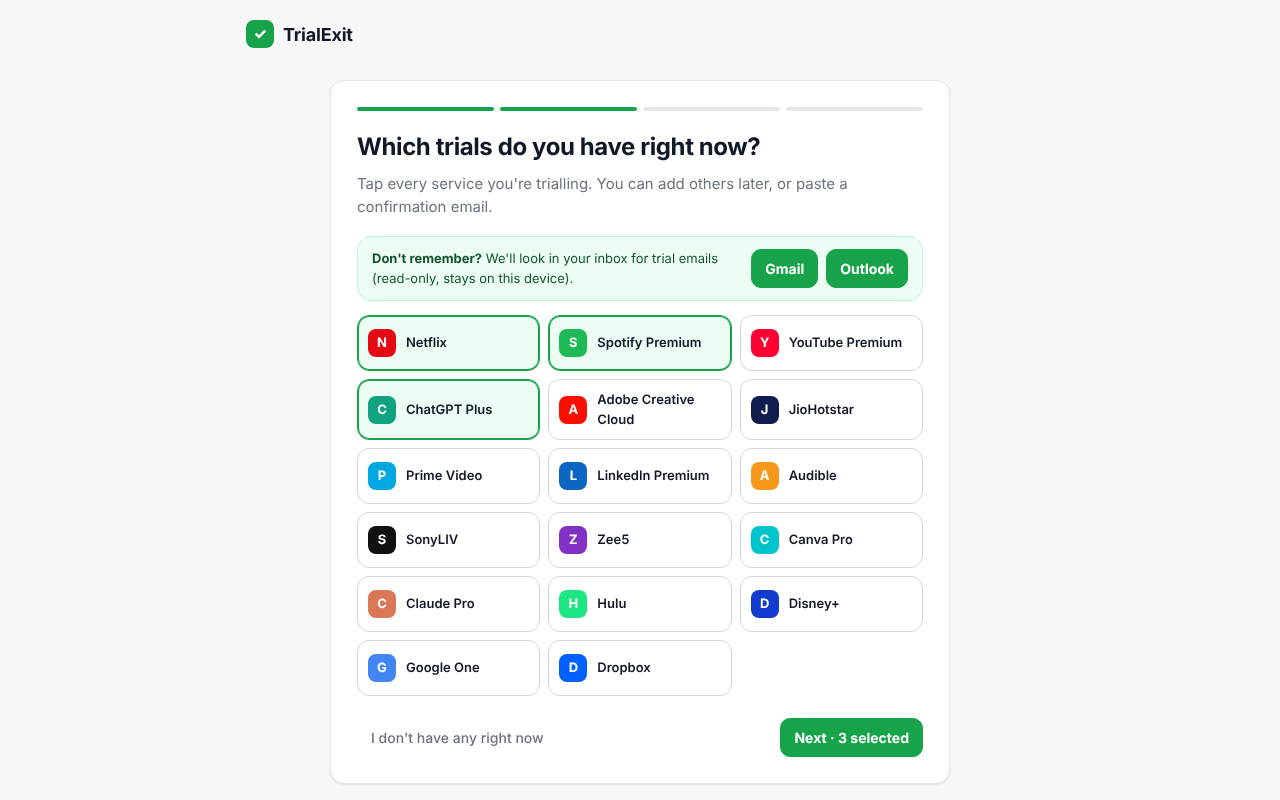 TrialExit
Which trials do you have right now?
Tap every service you're trialling. You can add others later, or paste a
confirmation email.
Don't remember? We'll look in your inbox for trial emails
(read-only, stays on this device).
Gmail
Outlook
N Netflix
S Spotify Premium
Y YouTube Premium
C ChatGPT Plus
A Adobe Creative
Cloud
J JioHotstar
P Prime Video
L LinkedIn Premium
A Audible
S SonyLIV
Z Zee5
C Canva Pro
C Claude Pro
H Hulu
D Disney+
G Google One
D Dropbox
I don't have any right now
Next · 3 selected